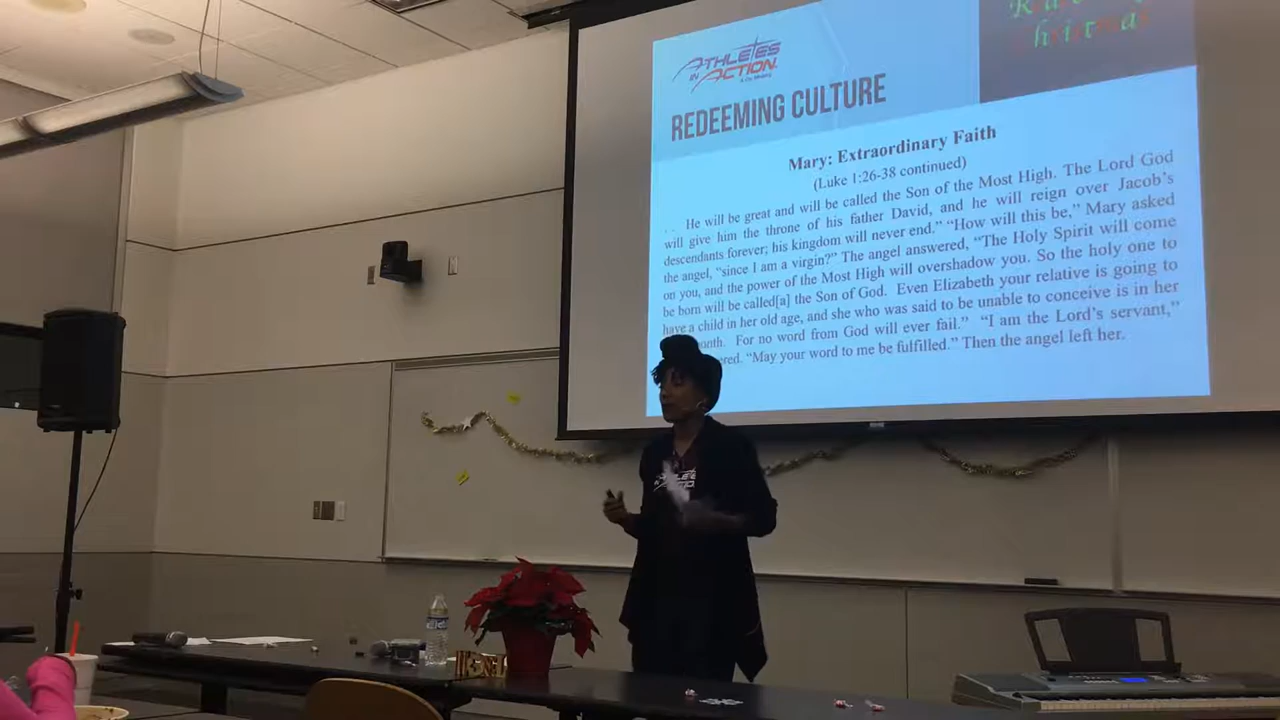 ATHLETES
IN ACTION
REDEEMING CULTURE
Christmas
Mary: Extraordinary Faith
(Luke 1:26-38 continued)
He will be great and will be called the Son of the Most High. The Lord God
will give him the throne of his father David, and he will reign over Jacob's
descendants forever; his kingdom will never end." "How will this be," Mary asked
the angel, "since I am a virgin?" The angel answered, "The Holy Spirit will come
on you, and the power of the Most High will overshadow you. So the holy one to
be born will be called[a] the Son of God. Even Elizabeth your relative is going to
have a child in her old age, and she who was said to be unable to conceive is in her
For no word from God will ever fail." "I am the Lord's servant,"
"May your word to me be fulfilled." Then the angel left her.